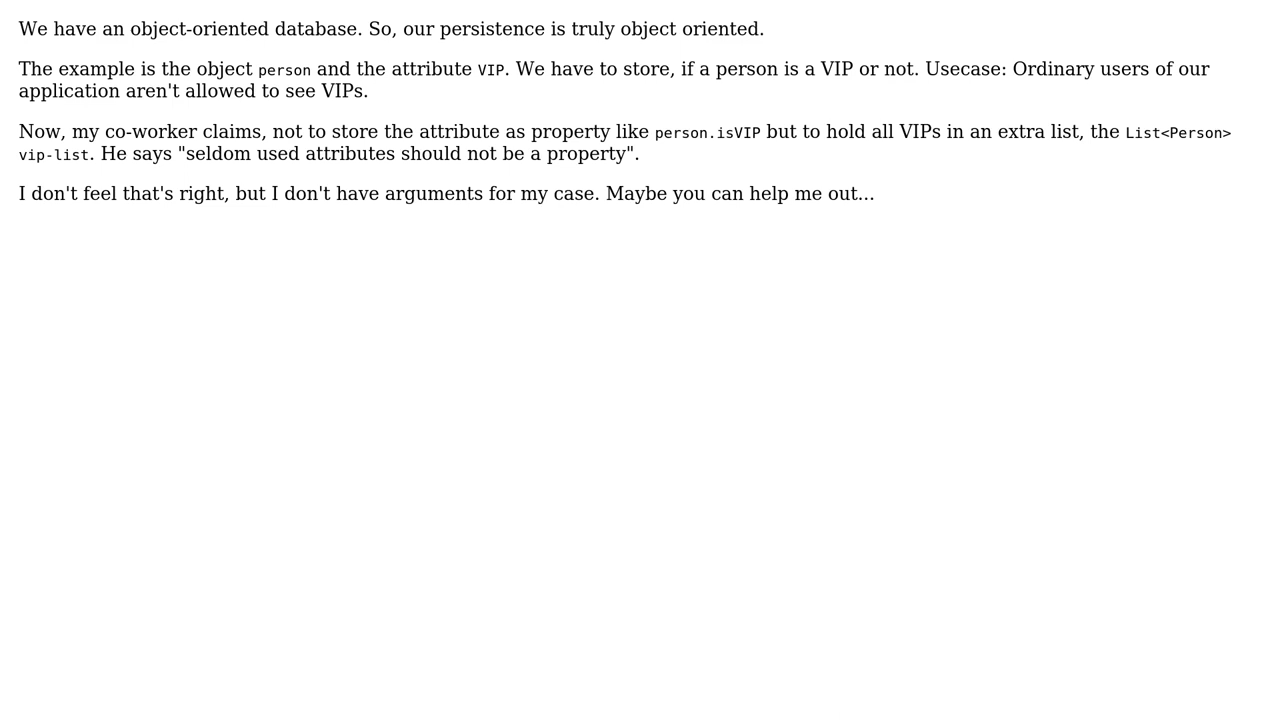 We have an object-oriented database. So, our persistence is truly object oriented.
The example is the object person and the attribute VIP. We have to store, if a person is a VIP or not. Usecase: Ordinary users of our
application aren't allowed to see VIPs.
Now, my co-worker claims, not to store the attribute as property like person.isVIP but to hold all VIPs in an extra list, the List<Person>
vip-list. He says "seldom used attributes should not be a property".
I don't feel that's right, but I don't have arguments for my case. Maybe you can help me out...